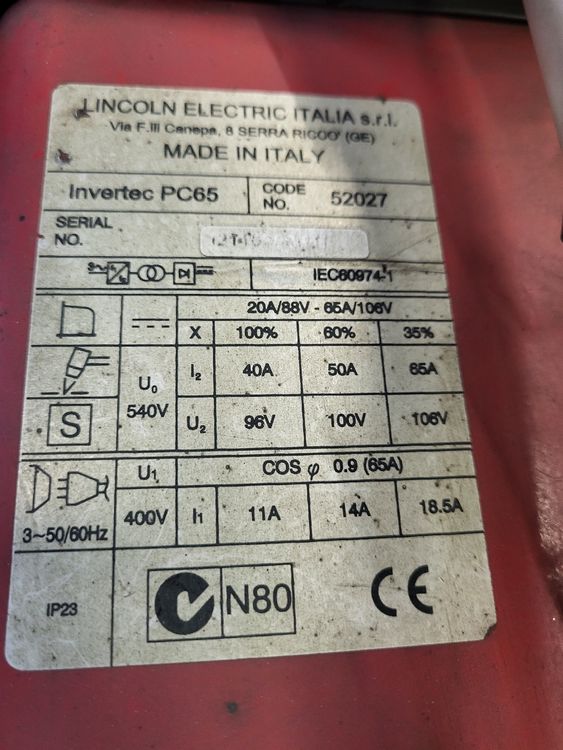 LINCOLN ELECTRIC ITALIA s.r.l.
Via F.lli Canepa, 8 SERRA RICCO' (GE)
MADE IN ITALY
Invertec PC65 CODE NO. 52027
SERIAL NO.
IEC60974-1
20A/88V - 65A/106V
X 100% 60% 35%
U₀ 540V
I₂ 40A 50A 65A
S
U₂ 96V 100V 106V
U₁ COS φ 0.9 (65A)
400V I₁ 11A 14A 18.5A
3~50/60Hz
IP23 N80 CE